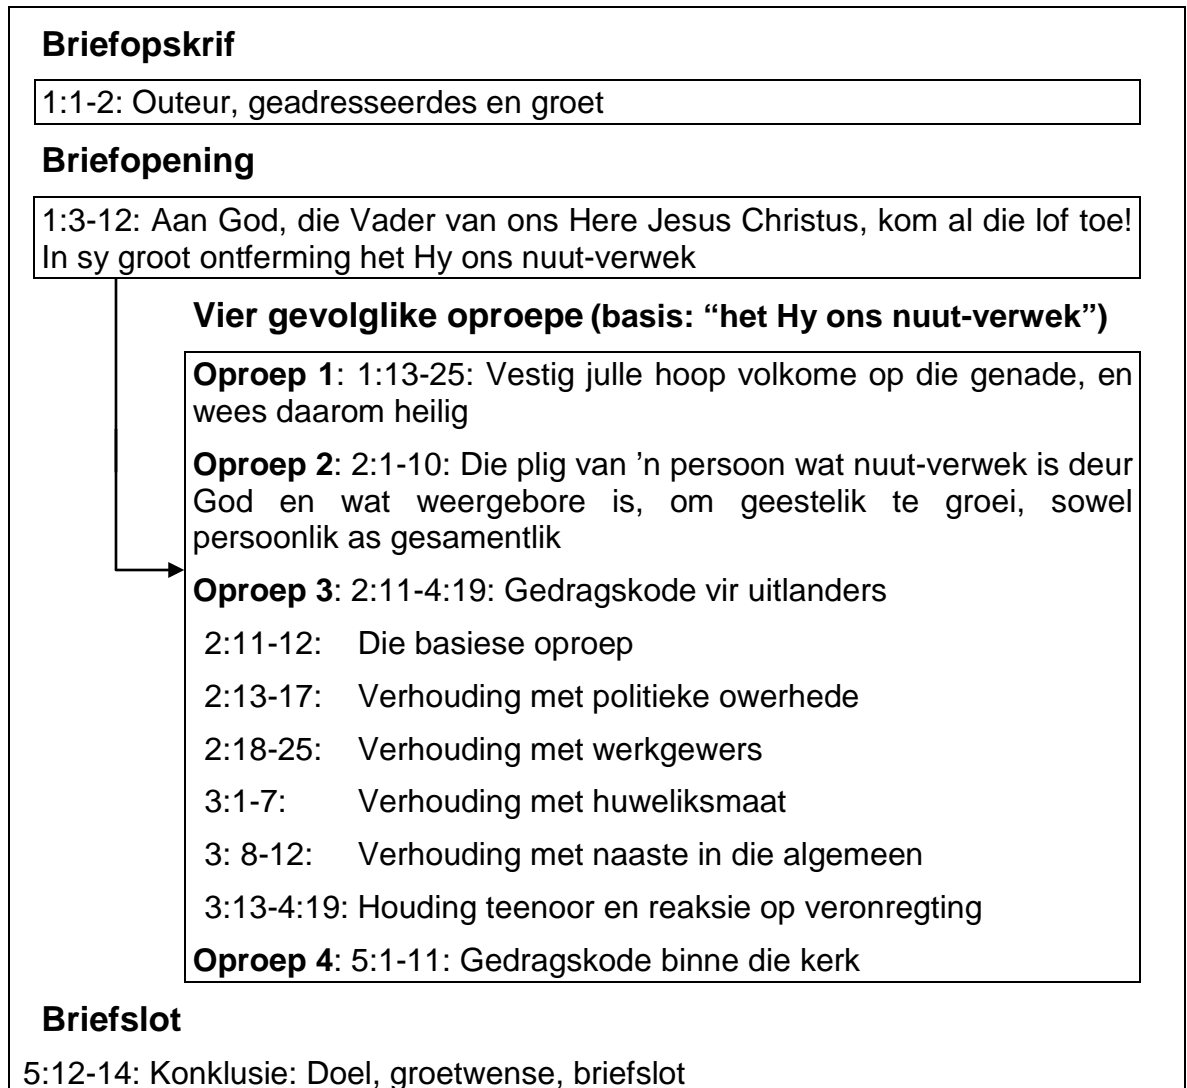 Briefopskrif
1:1-2: Outeur, geadresseerdes en groet
Briefopening
1:3-12: Aan God, die Vader van ons Here Jesus Christus, kom al die lof toe!
In sy groot ontferming het Hy ons nuut-verwek
Vier gevolglike oproepe (basis: “het Hy ons nuut-verwek”)
Oproep 1: 1:13-25: Vestig julle hoop volkome op die genade, en
wees daarom heilig
Oproep 2: 2:1-10: Die plig van ’n persoon wat nuut-verwek is deur
God en wat weergebore is, om geestelik te groei, sowel
persoonlik as gesamentlik
Oproep 3: 2:11-4:19: Gedragskode vir uitlanders
2:11-12: Die basiese oproep
2:13-17: Verhouding met politieke owerhede
2:18-25: Verhouding met werkgewers
3:1-7: Verhouding met huweliksmaat
3: 8-12: Verhouding met naaste in die algemeen
3:13-4:19: Houding teenoor en reaksie op veronregting
Oproep 4: 5:1-11: Gedragskode binne die kerk
Briefslot
5:12-14: Konklusie: Doel, groetwense, briefslot